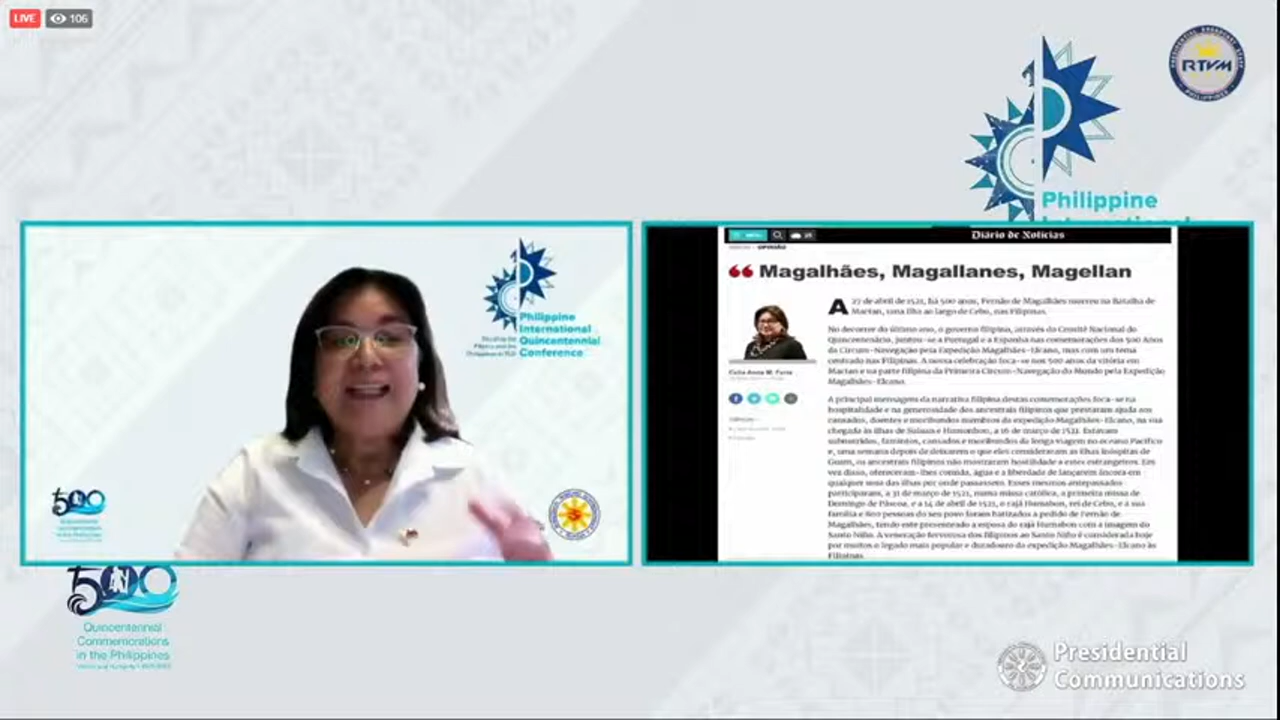 LIVE
106
RTVM
Philippine
Philippine
International
Quincentennial
Conference
500
500
Quincentennial
Commemorations
in the Philippines
Diário de Notícias
Magalhães, Magallanes, Magellan
A 27 de abril de 1521, há 500 anos, Fernão de Magalhães morreu na Batalha de
Mactan, uma ilha ao largo de Cebu, nas Filipinas.
No decorrer do último ano, o governo filipino, através do Comité Nacional do
Quincentenário, juntou-se a Portugal e a Espanha nas comemorações dos 500 Anos
da Circum-Navegação pela Expedição Magalhães-Elcano, mas com um tema
centrado nas Filipinas. A nossa celebração foca-se nos 500 anos da vitória em
Mactan e na parte filipina da Primeira Circum-Navegação do Mundo pela Expedição
Magalhães-Elcano.
A principal mensagem da narrativa filipina destas comemorações foca-se na
hospitalidade e na generosidade dos ancestrais filipinos que prestaram ajuda aos
cansados, doentes e moribundos membros da expedição Magalhães-Elcano, na sua
chegada às ilhas de Suluan e Homonhon, a 16 de março de 1521. Estavam
subnutridos, famintos, cansados e moribundos da longa viagem no oceano Pacífico
e, uma semana depois de deixarem o que eles consideraram as ilhas inóspitas de
Guam, os ancestrais filipinos não mostraram hostilidade a estes estrangeiros. Em
vez disso, ofereceram-lhes comida, água e a liberdade de lançarem âncora em
qualquer uma das ilhas por onde passassem. Esses mesmos antepassados
participaram, a 31 de março de 1521, numa missa católica, a primeira missa de
Domingo de Páscoa, e a 14 de abril de 1521, o rajá Humabon, rei de Cebu, e a sua
família e 800 pessoas do seu povo foram batizados a pedido de Fernão de
Magalhães, tendo este presenteado a esposa do rajá Humabon com a imagem do
Santo Niño. A veneração fervorosa dos filipinos ao Santo Niño é considerada hoje
por muitos o legado mais popular e duradouro da expedição Magalhães-Elcano às
Filipinas.
Celia Anna M. Feria
Presidential
Communications